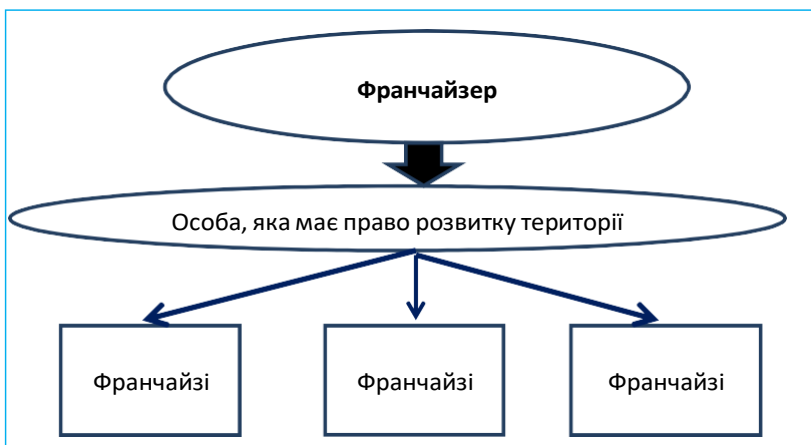 Франчайзер
Особа, яка має право розвитку території
Франчайзі
Франчайзі
Франчайзі